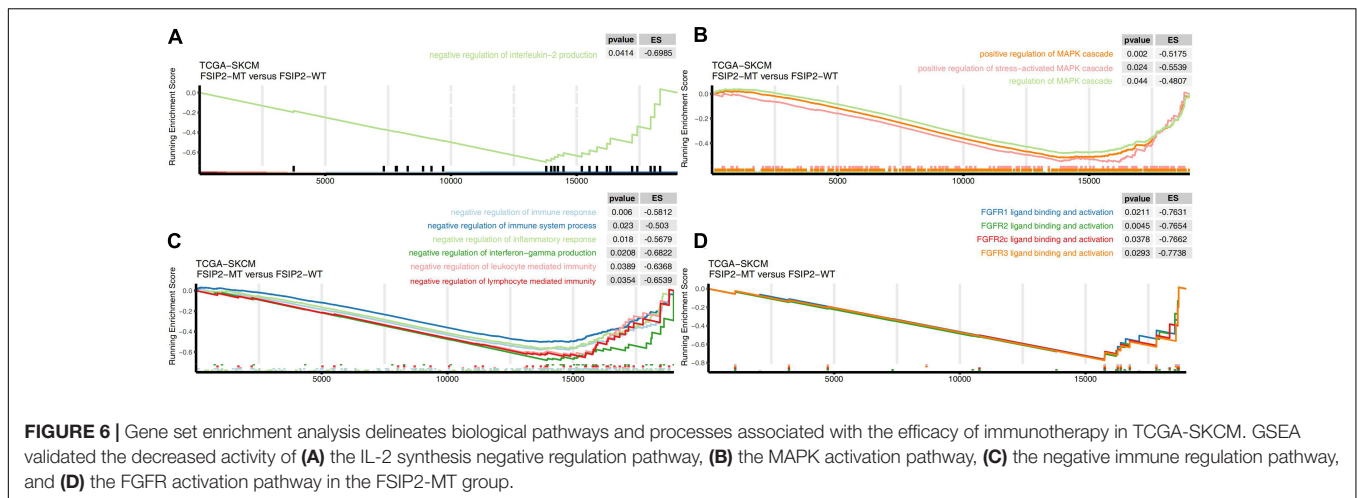 A
pvalue ES
negative regulation of interleukin−2 production 0.0414 -0.6985
TCGA−SKCM
FSIP2−MT versus FSIP2−WT
Running Enrichment Score
0.0
−0.2
−0.4
−0.6
5000 10000 15000
B
pvalue ES
positive regulation of MAPK cascade 0.002 -0.5175
positive regulation of stress−activated MAPK cascade 0.024 -0.5539
regulation of MAPK cascade 0.044 -0.4807
TCGA−SKCM
FSIP2−MT versus FSIP2−WT
Running Enrichment Score
0.0
−0.2
−0.4
5000 10000 15000
C
pvalue ES
negative regulation of immune response 0.006 -0.5812
negative regulation of immune system process 0.023 -0.503
negative regulation of inflammatory response 0.018 -0.5679
negative regulation of interferon−gamma production 0.0208 -0.6822
negative regulation of leukocyte mediated immunity 0.0389 -0.6368
negative regulation of lymphocyte mediated immunity 0.0354 -0.6539
TCGA−SKCM
FSIP2−MT versus FSIP2−WT
Running Enrichment Score
0.0
−0.2
−0.4
−0.6
5000 10000 15000
D
pvalue ES
FGFR1 ligand binding and activation 0.0211 -0.7631
FGFR2 ligand binding and activation 0.0045 -0.7654
FGFR2c ligand binding and activation 0.0378 -0.7662
FGFR3 ligand binding and activation 0.0293 -0.7738
TCGA−SKCM
FSIP2−MT versus FSIP2−WT
Running Enrichment Score
0.0
−0.2
−0.4
−0.6
−0.8
5000 10000 15000
FIGURE 6 | Gene set enrichment analysis delineates biological pathways and processes associated with the efficacy of immunotherapy in TCGA-SKCM. GSEA
validated the decreased activity of (A) the IL-2 synthesis negative regulation pathway, (B) the MAPK activation pathway, (C) the negative immune regulation pathway,
and (D) the FGFR activation pathway in the FSIP2-MT group.